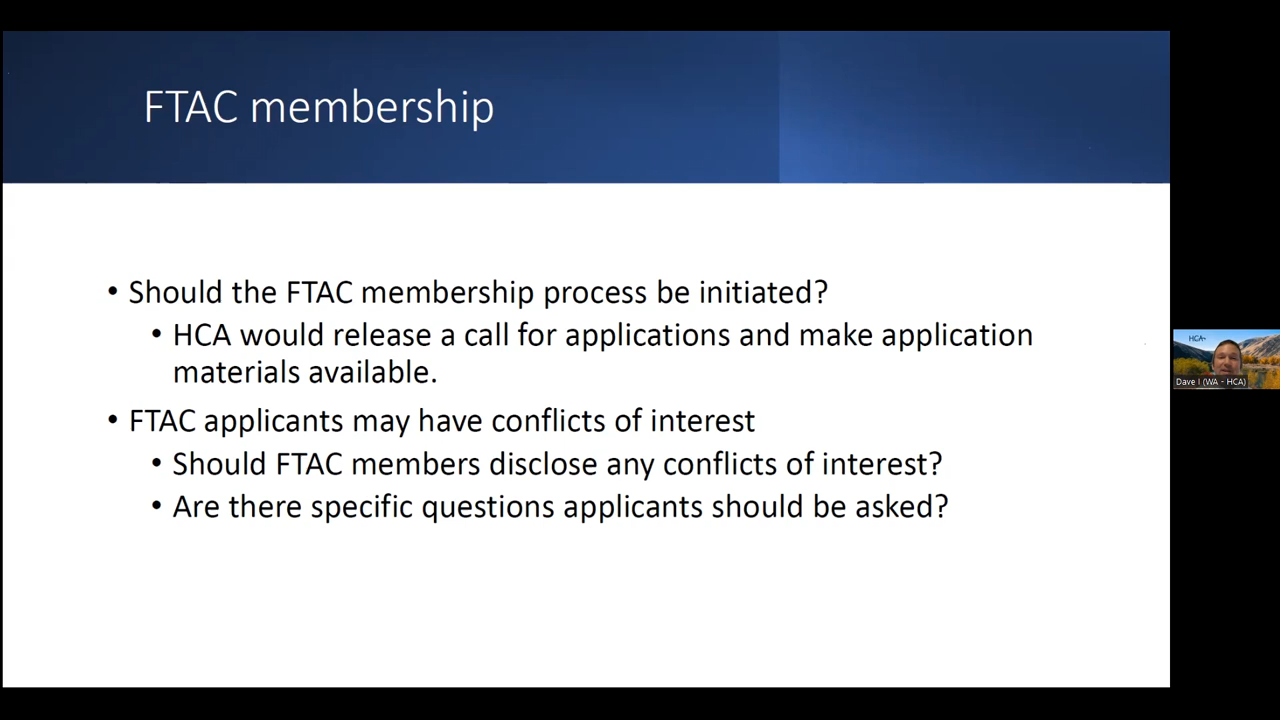 FTAC membership
• Should the FTAC membership process be initiated?
• HCA would release a call for applications and make application
materials available.
• FTAC applicants may have conflicts of interest
• Should FTAC members disclose any conflicts of interest?
• Are there specific questions applicants should be asked?
HCA+
Dave I (WA - HCA)